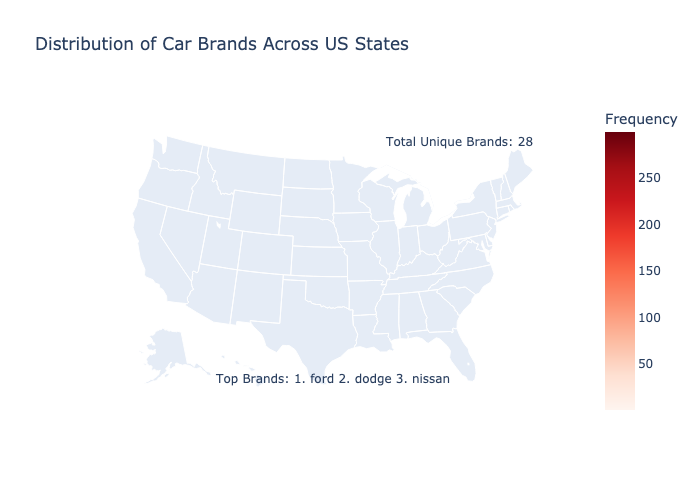 Distribution of Car Brands Across US States
Frequency
Total Unique Brands: 28
250
200
150
100
50
Top Brands: 1. ford 2. dodge 3. nissan